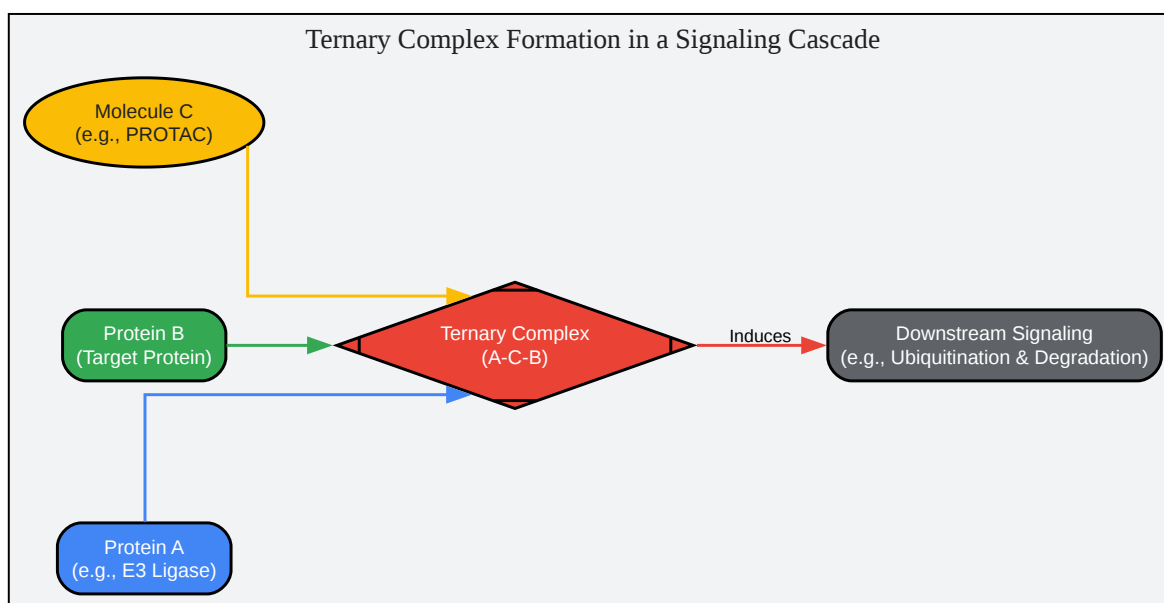 Ternary Complex Formation in a Signaling Cascade
Molecule C
(e.g., PROTAC)
Protein B
(Target Protein)
Ternary Complex
(A-C-B)
Induces
Downstream Signaling
(e.g., Ubiquitination & Degradation)
Protein A
(e.g., E3 Ligase)